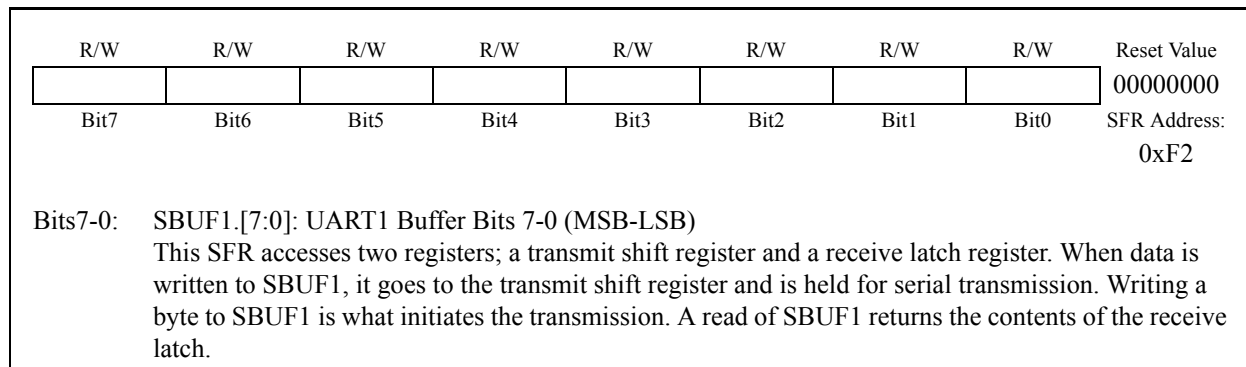 R/W R/W R/W R/W R/W R/W R/W R/W Reset Value
00000000
Bit7 Bit6 Bit5 Bit4 Bit3 Bit2 Bit1 Bit0 SFR Address:
0xF2
Bits7-0: SBUF1.[7:0]: UART1 Buffer Bits 7-0 (MSB-LSB)
This SFR accesses two registers; a transmit shift register and a receive latch register. When data is
written to SBUF1, it goes to the transmit shift register and is held for serial transmission. Writing a
byte to SBUF1 is what initiates the transmission. A read of SBUF1 returns the contents of the receive
latch.